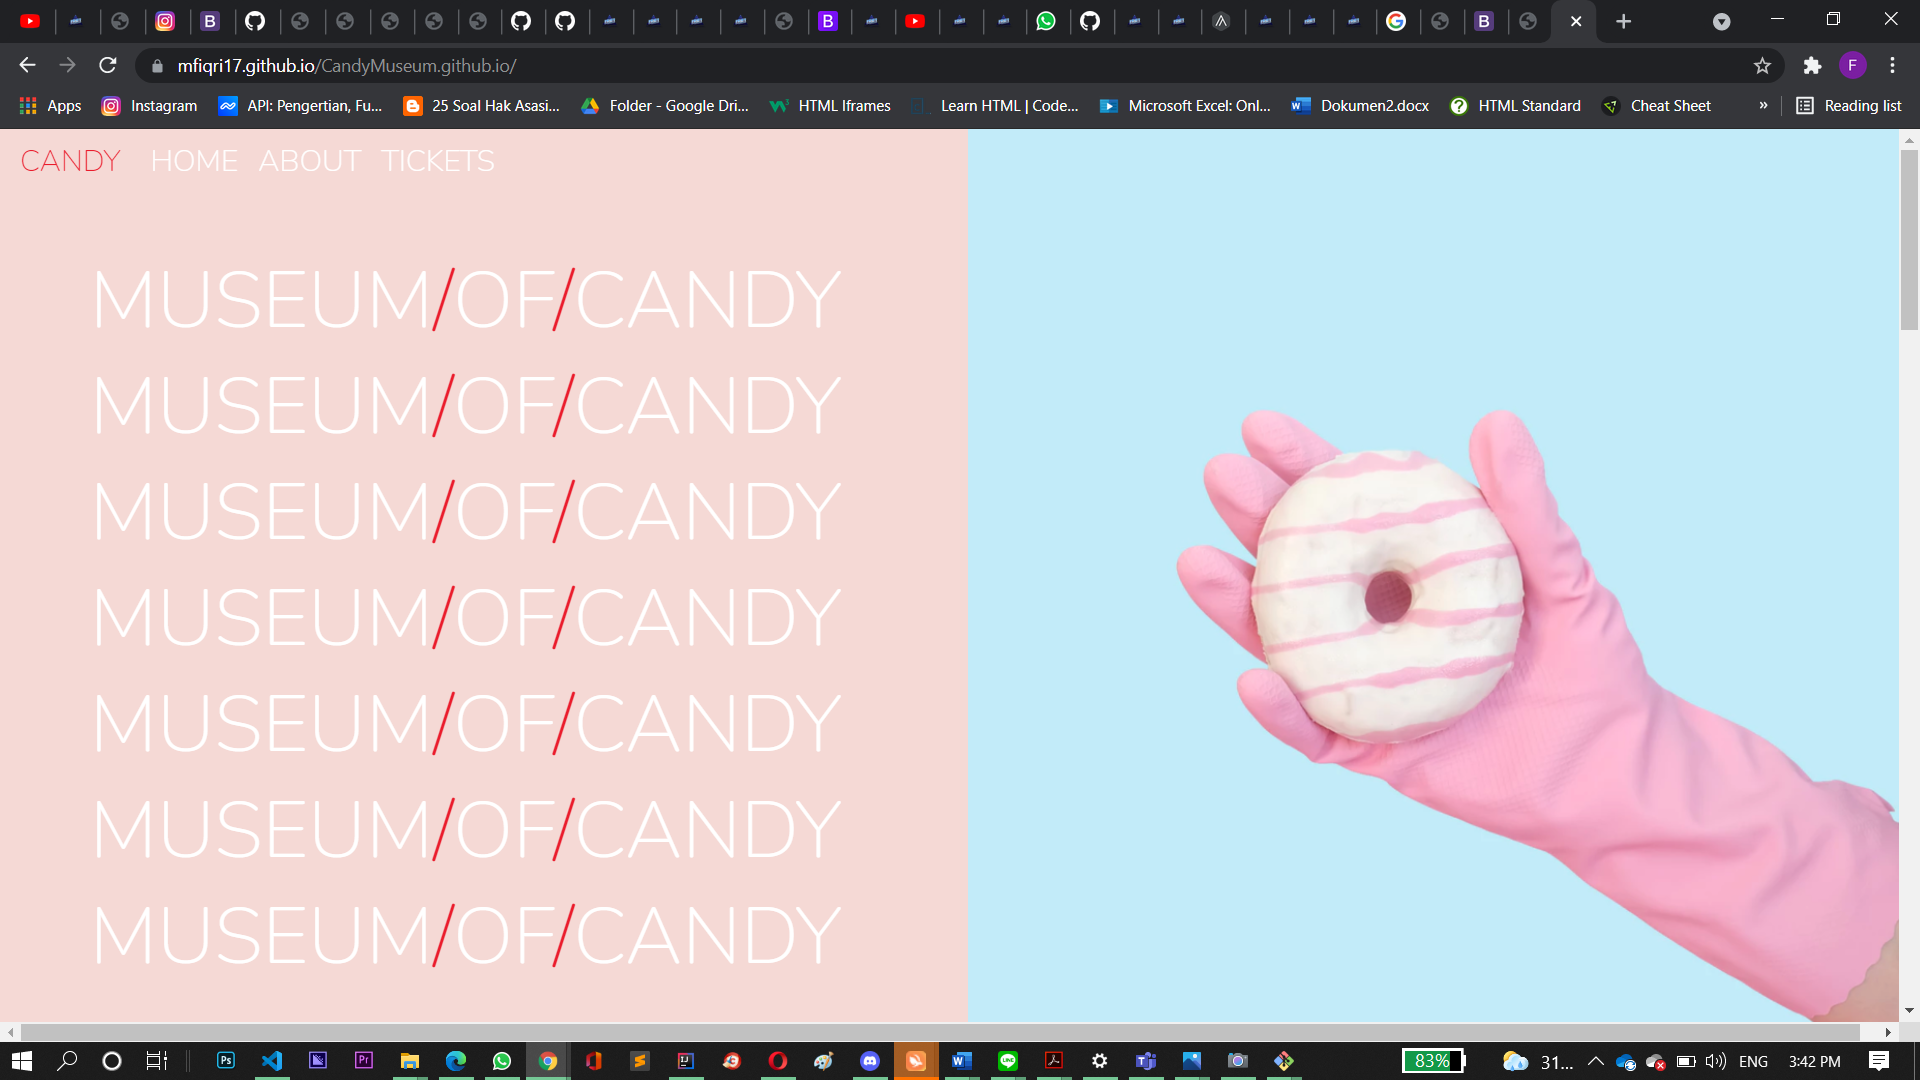 mfiqri17.github.io/CandyMuseum.github.io/
F
Apps Instagram API: Pengertian, Fu... 25 Soal Hak Asasi... Folder - Google Dri... HTML Iframes Learn HTML | Code... Microsoft Excel: Onl... Dokumen2.docx HTML Standard Cheat Sheet » Reading list
CANDY HOME ABOUT TICKETS
MUSEUM/OF/CANDY
MUSEUM/OF/CANDY
MUSEUM/OF/CANDY
MUSEUM/OF/CANDY
MUSEUM/OF/CANDY
MUSEUM/OF/CANDY
MUSEUM/OF/CANDY
83% 31... ENG 3:42 PM